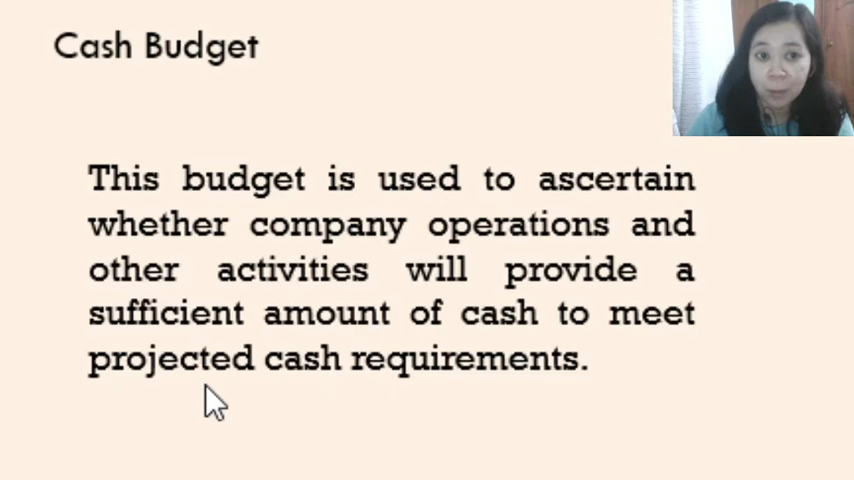 Cash Budget
This budget is used to ascertain
whether company operations and
other activities will provide a
sufficient amount of cash to meet
projected cash requirements.